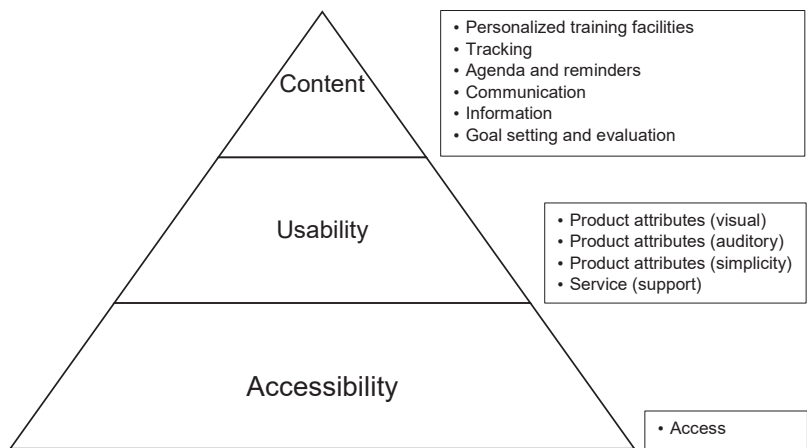 Content
• Personalized training facilities
• Tracking
• Agenda and reminders
• Communication
• Information
• Goal setting and evaluation
Usability
• Product attributes (visual)
• Product attributes (auditory)
• Product attributes (simplicity)
• Service (support)
Accessibility
• Access